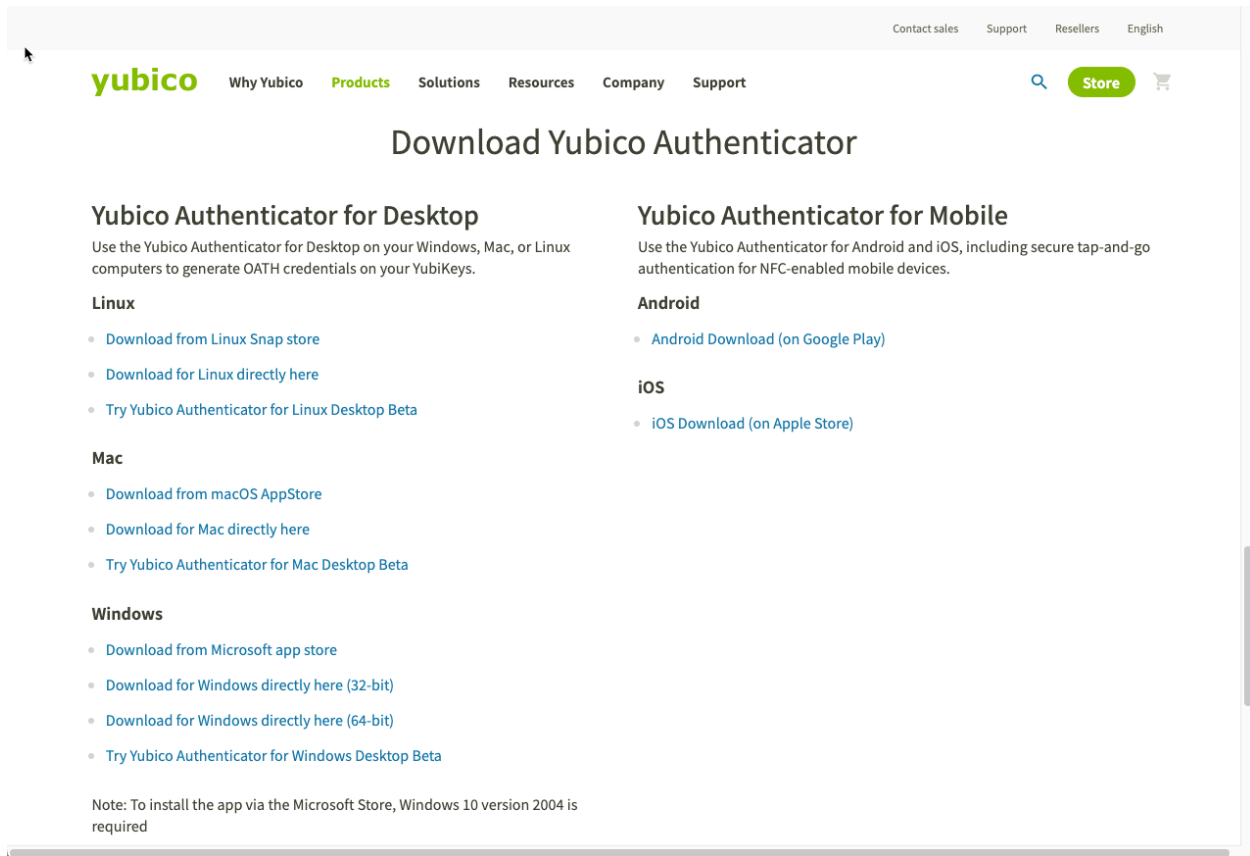 Contact sales Support Resellers English
yubico Why Yubico Products Solutions Resources Company Support Store
Download Yubico Authenticator
Yubico Authenticator for Desktop
Use the Yubico Authenticator for Desktop on your Windows, Mac, or Linux
computers to generate OATH credentials on your YubiKeys.
Linux
Download from Linux Snap store
Download for Linux directly here
Try Yubico Authenticator for Linux Desktop Beta
Mac
Download from macOS AppStore
Download for Mac directly here
Try Yubico Authenticator for Mac Desktop Beta
Windows
Download from Microsoft app store
Download for Windows directly here (32-bit)
Download for Windows directly here (64-bit)
Try Yubico Authenticator for Windows Desktop Beta
Note: To install the app via the Microsoft Store, Windows 10 version 2004 is
required
Yubico Authenticator for Mobile
Use the Yubico Authenticator for Android and iOS, including secure tap-and-go
authentication for NFC-enabled mobile devices.
Android
Android Download (on Google Play)
iOS
iOS Download (on Apple Store)